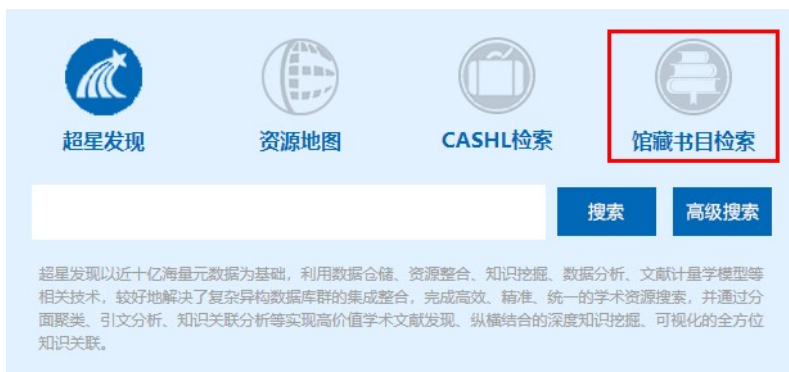 超星发现 资源地图 CASHL检索 馆藏书目检索
搜索 高级搜索
超星发现以近十亿海量元数据为基础，利用数据仓储、资源整合、知识挖掘、数据分析、文献计量学模型等
相关技术，较好地解决了复杂异构数据库群的集成整合，完成高效、精准、统一的学术资源搜索，并通过分
面聚类、引文分析、知识关联分析等实现高价值学术文献发现、纵横结合的深度知识挖掘、可视化的全方位
知识关联。